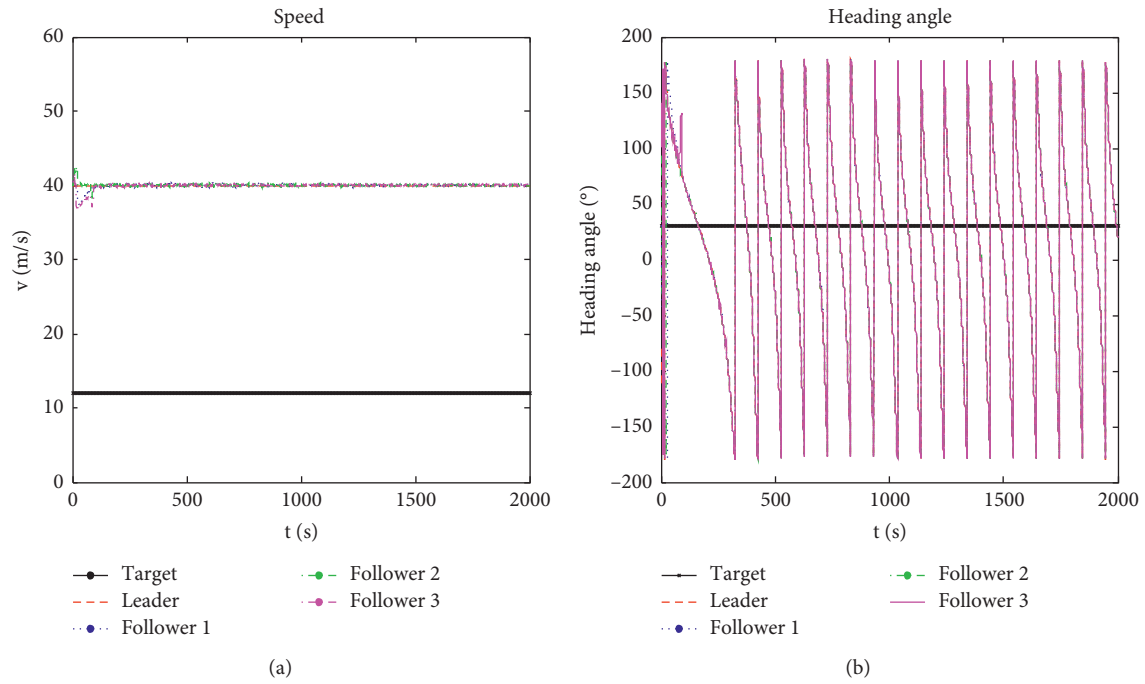 Speed
60
50
40
30
20
10
0
v (m/s)
0 500 1000 1500 2000
t (s)
Target
Leader
Follower 1
Follower 2
Follower 3
(a)
Heading angle
200
150
100
50
0
−50
−100
−150
−200
Heading angle (°)
0 500 1000 1500 2000
t (s)
Target
Leader
Follower 1
Follower 2
Follower 3
(b)